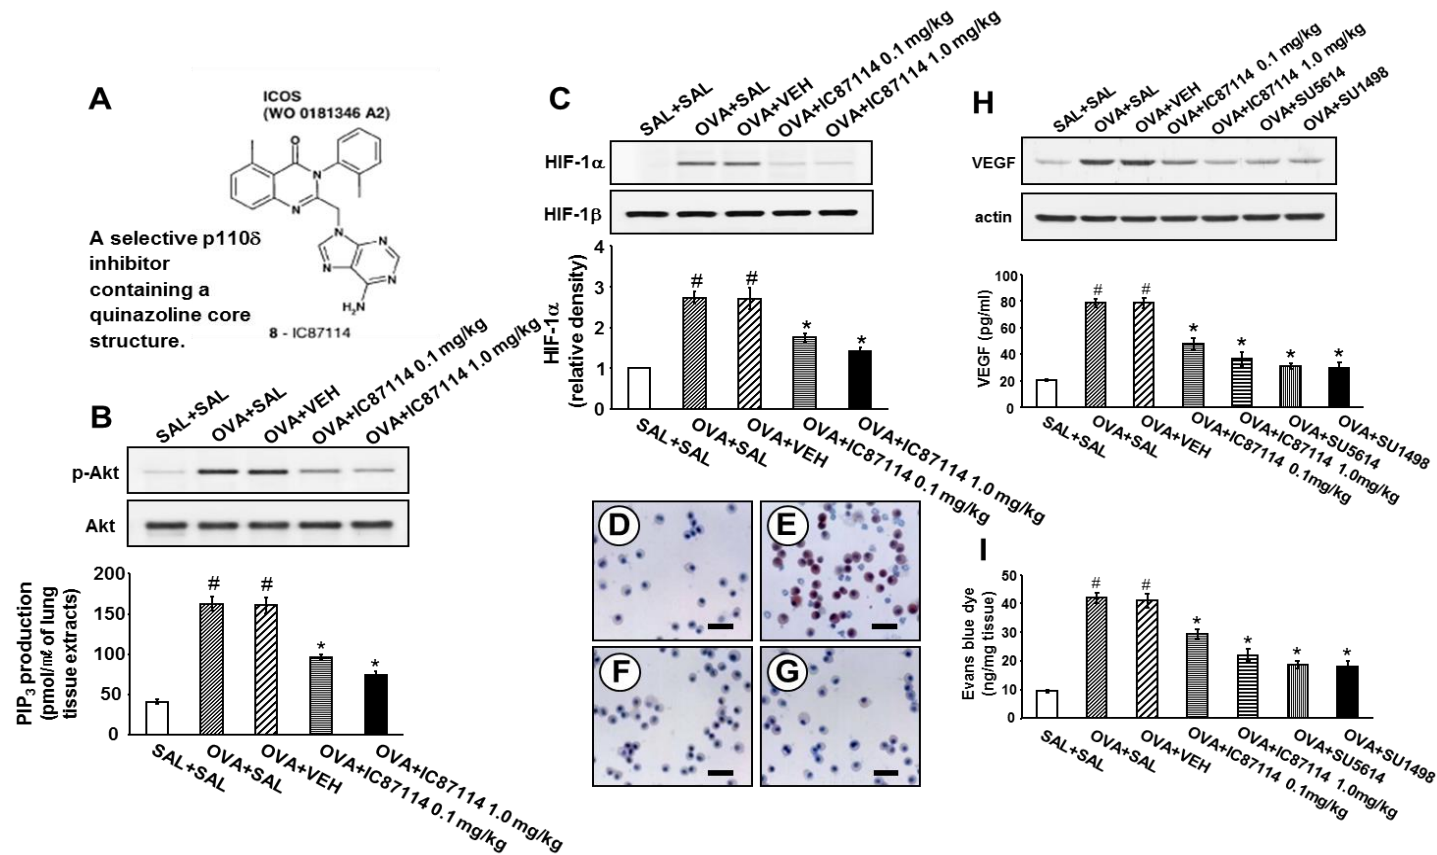 A
ICOS
(WO 0181346 A2)
O
N
N
N
N
N
N
H₂N
8 - IC87114
A selective p110δ
inhibitor
containing a
quinazoline core
structure.
B
SAL+SAL
OVA+SAL
OVA+VEH
OVA+IC87114 0.1 mg/kg
OVA+IC87114 1.0 mg/kg
p-Akt
Akt
PIP₃ production
(pmol/㎖ of lung
tissue extracts)
200
150
100
50
0
#
#
*
*
SAL+SAL
OVA+SAL
OVA+VEH
OVA+IC87114 0.1 mg/kg
OVA+IC87114 1.0 mg/kg
C
SAL+SAL
OVA+SAL
OVA+VEH
OVA+IC87114 0.1 mg/kg
OVA+IC87114 1.0 mg/kg
HIF-1α
HIF-1β
HIF-1α
(relative density)
4
3
2
1
0
#
#
*
*
SAL+SAL
OVA+SAL
OVA+VEH
OVA+IC87114 0.1 mg/kg
OVA+IC87114 1.0 mg/kg
D
E
F
G
H
SAL+SAL
OVA+SAL
OVA+VEH
OVA+IC87114 0.1 mg/kg
OVA+IC87114 1.0 mg/kg
OVA+SU5614
OVA+SU1498
VEGF
actin
VEGF (pg/ml)
100
80
60
40
20
0
#
#
*
*
*
*
SAL+SAL
OVA+SAL
OVA+VEH
OVA+IC87114 0.1mg/kg
OVA+IC87114 1.0mg/kg
OVA+SU5614
OVA+SU1498
I
Evans blue dye
(ng/mg tissue)
50
40
30
20
10
0
#
#
*
*
*
*
SAL+SAL
OVA+SAL
OVA+VEH
OVA+IC87114 0.1mg/kg
OVA+IC87114 1.0mg/kg
OVA+SU5614
OVA+SU1498